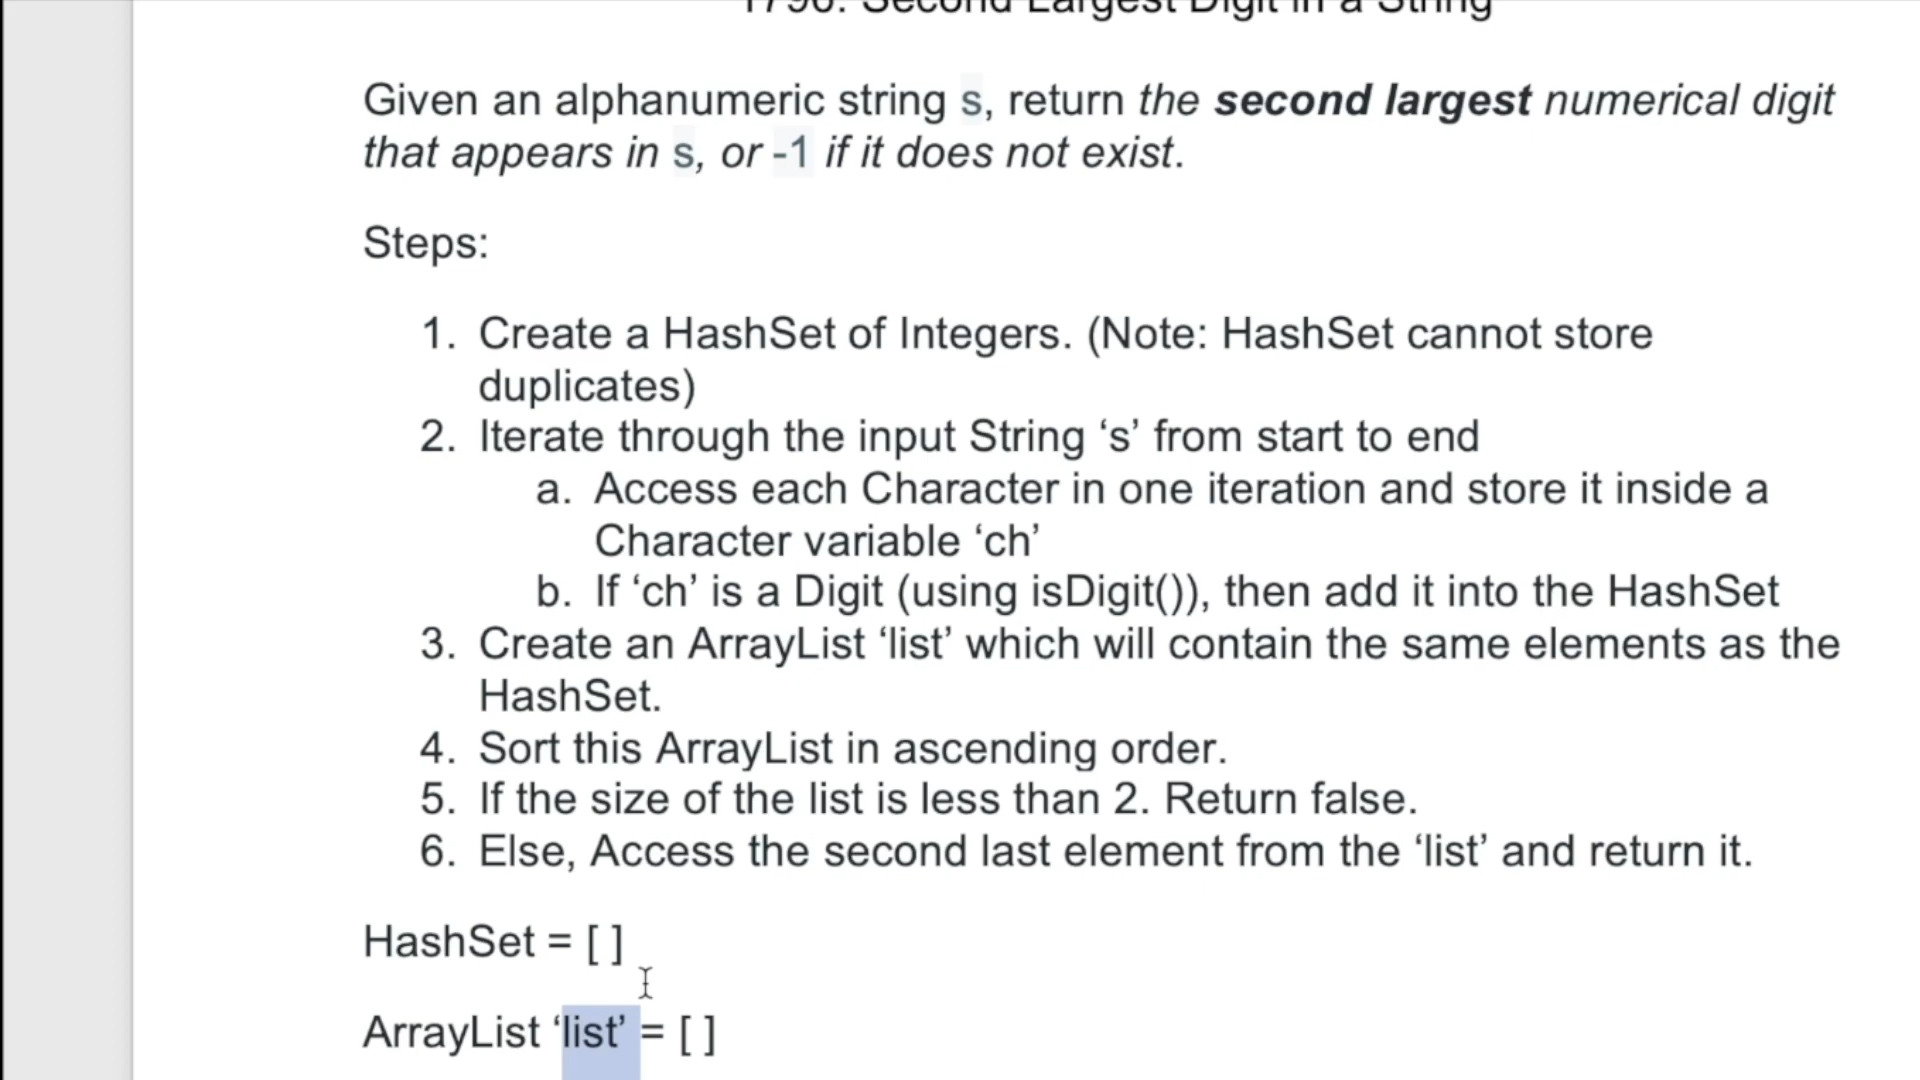 1796. Second Largest Digit in a String
Given an alphanumeric string s, return the second largest numerical digit
that appears in s, or -1 if it does not exist.
Steps:
1. Create a HashSet of Integers. (Note: HashSet cannot store
duplicates)
2. Iterate through the input String ‘s’ from start to end
a. Access each Character in one iteration and store it inside a
Character variable ‘ch’
b. If ‘ch’ is a Digit (using isDigit()), then add it into the HashSet
3. Create an ArrayList ‘list’ which will contain the same elements as the
HashSet.
4. Sort this ArrayList in ascending order.
5. If the size of the list is less than 2. Return false.
6. Else, Access the second last element from the ‘list’ and return it.
HashSet = [ ]
ArrayList ‘list’ = [ ]